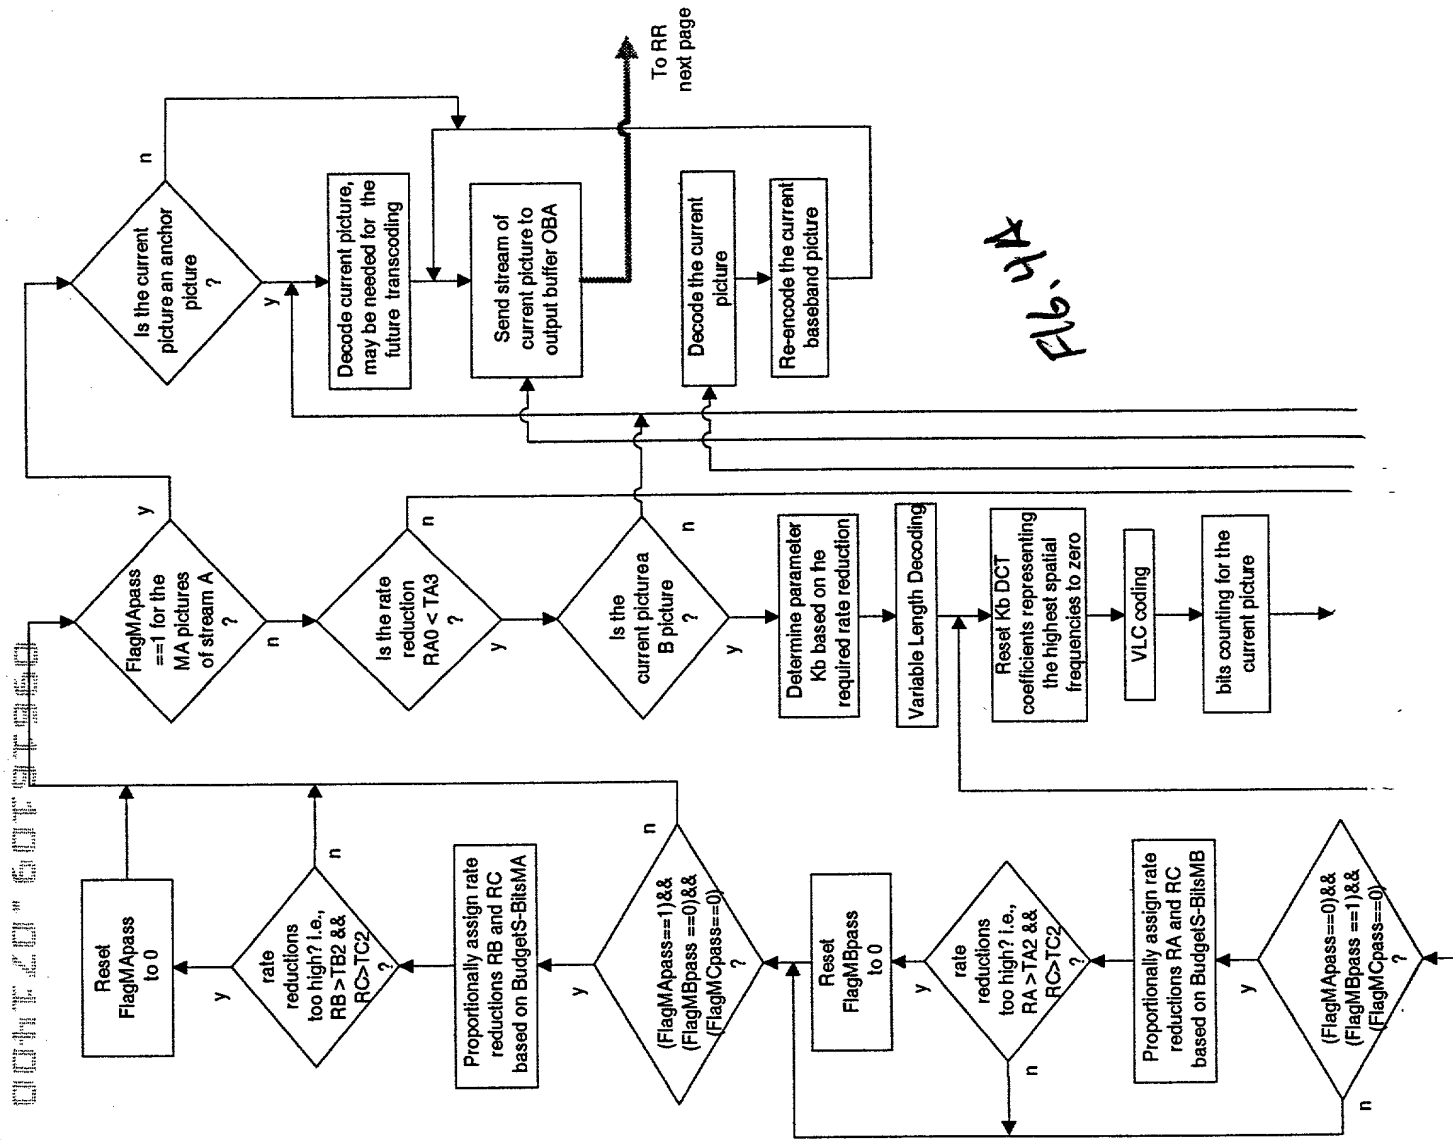 Reset
FlagMApass
to 0
y
rate
reductions
too high? i.e.,
RB>TB2 &&
RC>TC2
?
n
Proportionally assign rate
reductions RB and RC
based on BudgetS-BitsMA
y
(FlagMApass==1)&&
(FlagMBpass ==0)&&
(FlagMCpass==0)
?
n
Reset
FlagMBpass
to 0
y
rate
reductions
too high? i.e.,
RA>TA2 &&
RC>TC2
?
n
Proportionally assign rate
reductions RA and RC
based on BudgetS-BitsMB
y
(FlagMApass==0)&&
(FlagMBpass ==1)&&
(FlagMCpass==0)
?
n
FlagMApass
==1 for the
MA pictures
of stream A
?
y
n
Is the rate
reduction
RA0 < TA3
?
n
y
Is the
current picturea
B picture
?
n
y
Determine parameter
Kb based on he
required rate reduction
Variable Length Decoding
Reset Kb DCT
coefficients representing
the highest spatial
frequencies to zero
VLC coding
bits counting for the
current picture
Is the current
picture an anchor
picture
?
n
y
Decode current picture,
may be needed for the
future transcoding
Send stream of
current picture to
output buffer OBA
To RR
next page
Decode the current
picture
Re-encode the current
baseband picture
FIG. 4A